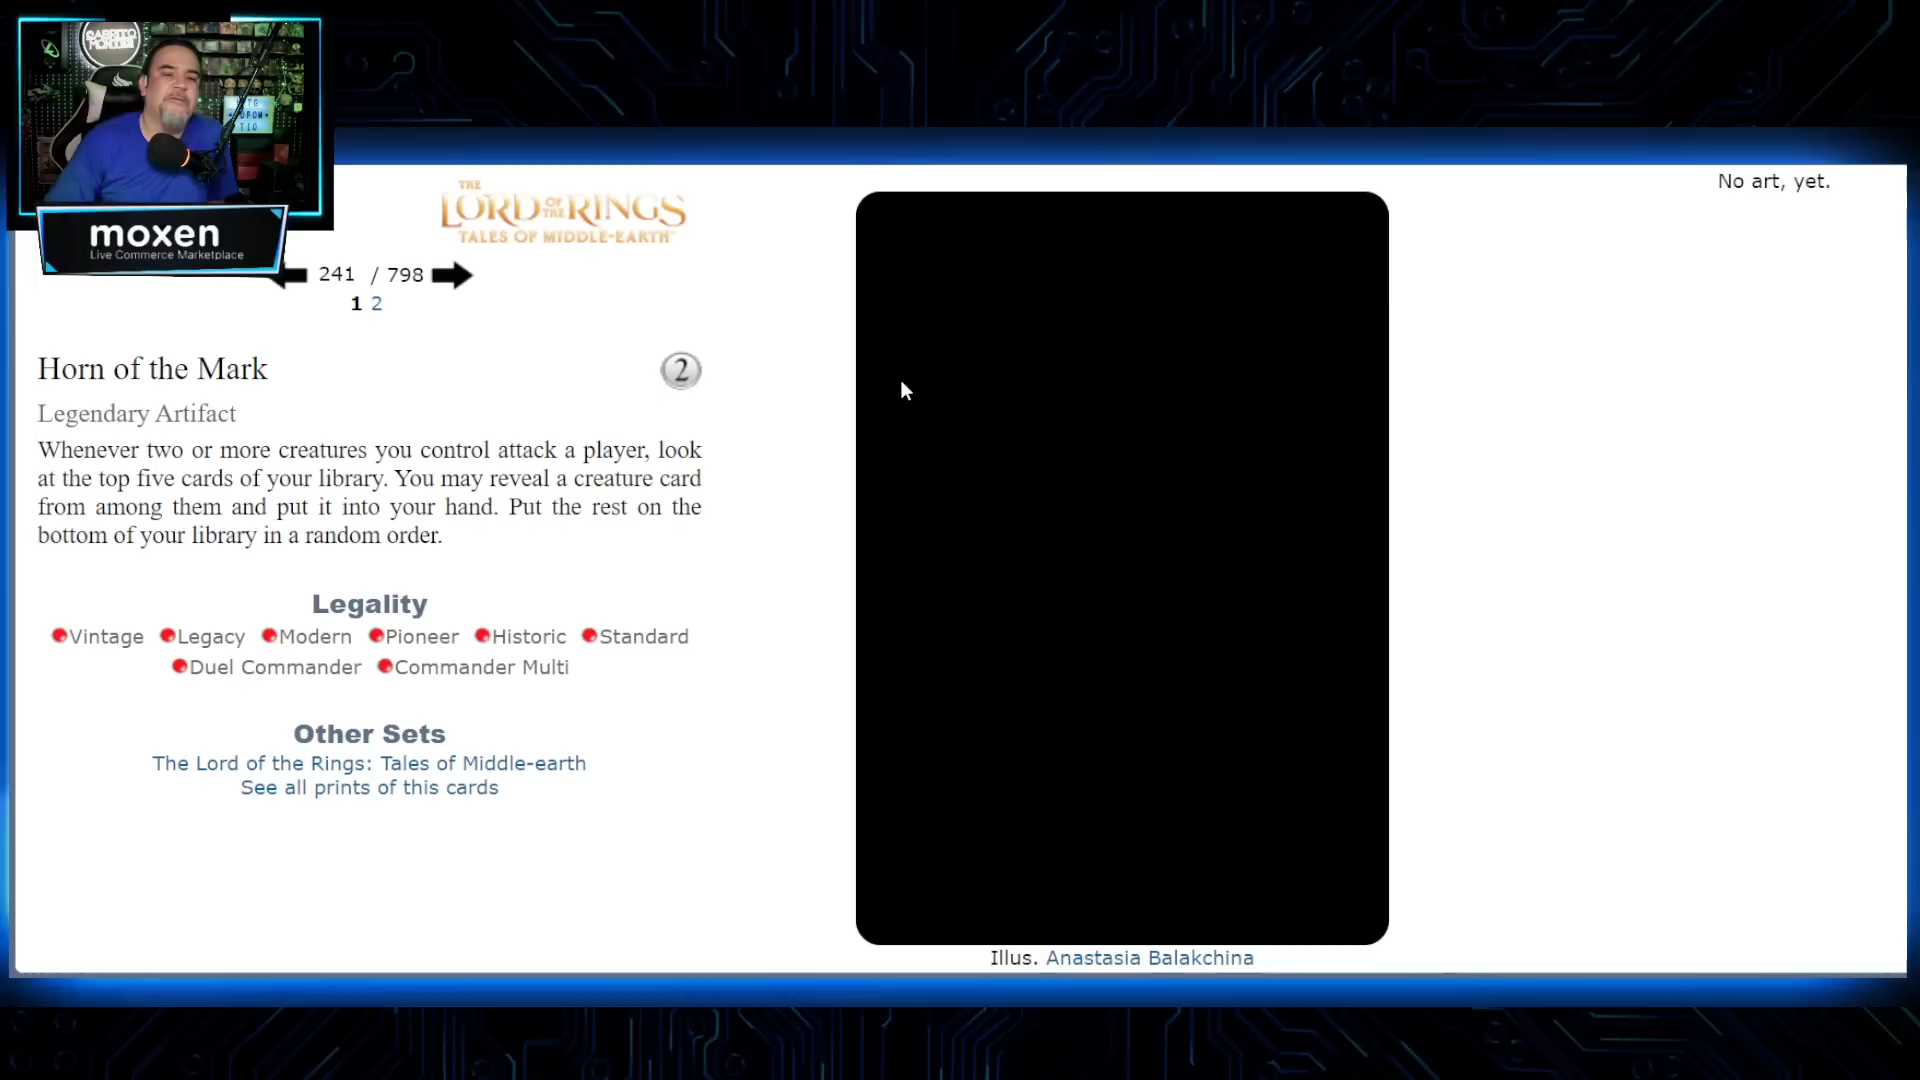 CABRITO
MONTUDO
moxen
Live Commerce Marketplace
THE
LORD OF THE RINGS
TALES OF MIDDLE-EARTH
241 / 798
1 2
No art, yet.
Horn of the Mark
2
Legendary Artifact
Whenever two or more creatures you control attack a player, look
at the top five cards of your library. You may reveal a creature card
from among them and put it into your hand. Put the rest on the
bottom of your library in a random order.
Legality
Vintage Legacy Modern Pioneer Historic Standard
Duel Commander Commander Multi
Other Sets
The Lord of the Rings: Tales of Middle-earth
See all prints of this cards
Illus. Anastasia Balakchina